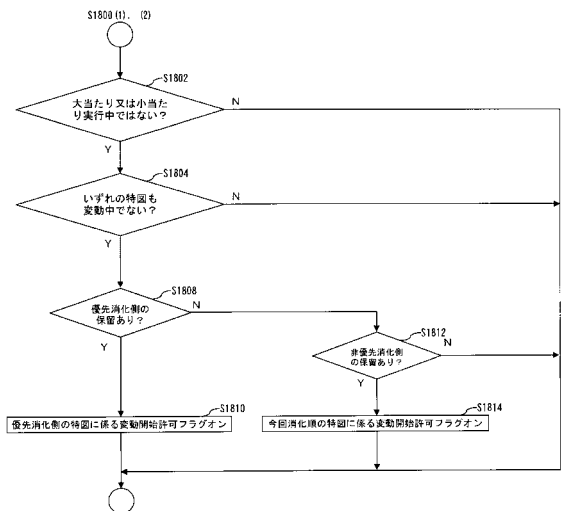 S1800(1), (2)
S1802
大当たり又は小当た
り実行中ではない?
N
Y
S1804
いずれの特図も
変動中でない?
N
Y
S1808
優先消化側の
保留あり?
N
Y
S1812
非優先消化側
の保留あり?
N
Y
S1810
優先消化側の特図に係る変動開始許可フラグオン
S1814
今回消化順の特図に係る変動開始許可フラグオン